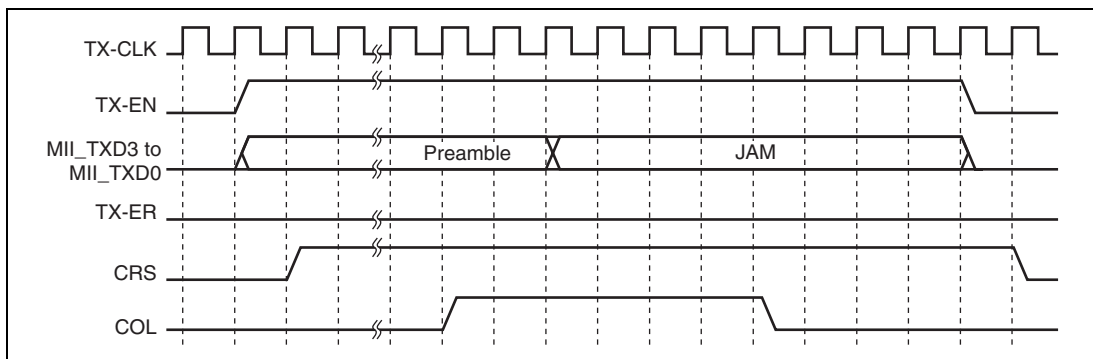 TX-CLK
TX-EN
MII_TXD3 to
MII_TXD0
Preamble
JAM
TX-ER
CRS
COL